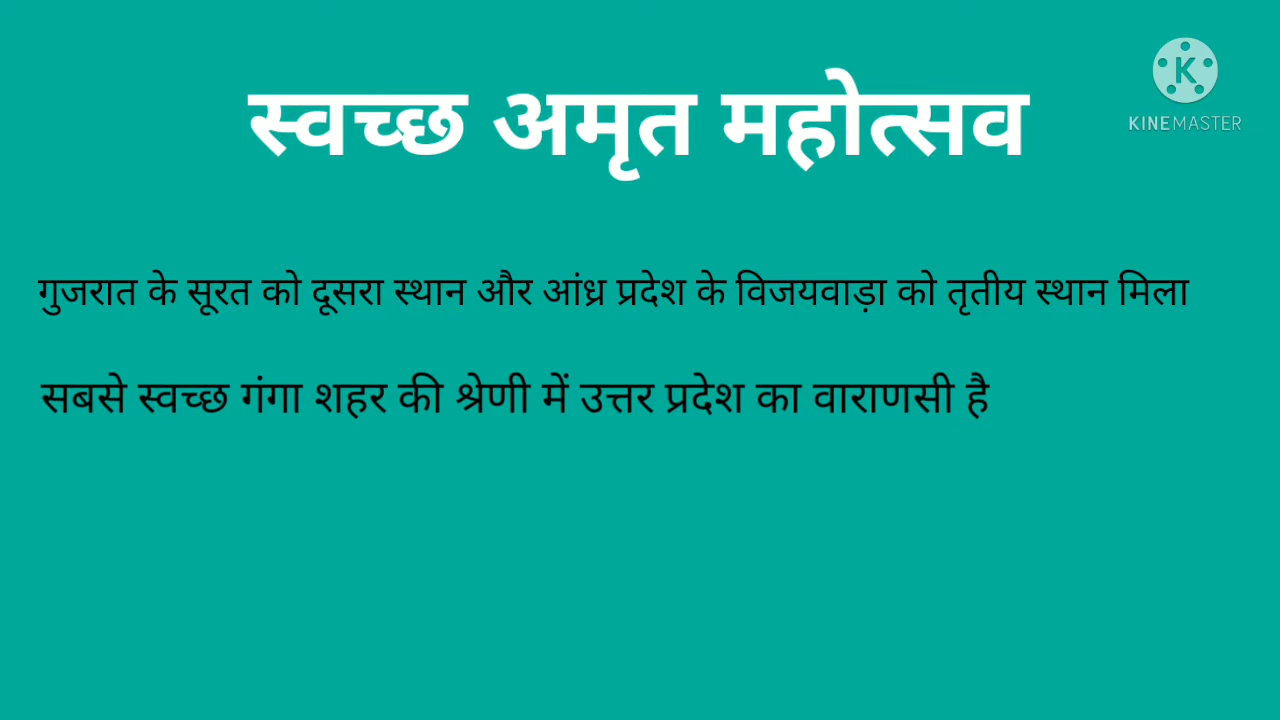 स्वच्छ अमृत महोत्सव
K
KINEMASTER
गुजरात के सूरत को दूसरा स्थान और आंध्र प्रदेश के विजयवाड़ा को तृतीय स्थान मिला
सबसे स्वच्छ गंगा शहर की श्रेणी में उत्तर प्रदेश का वाराणसी है